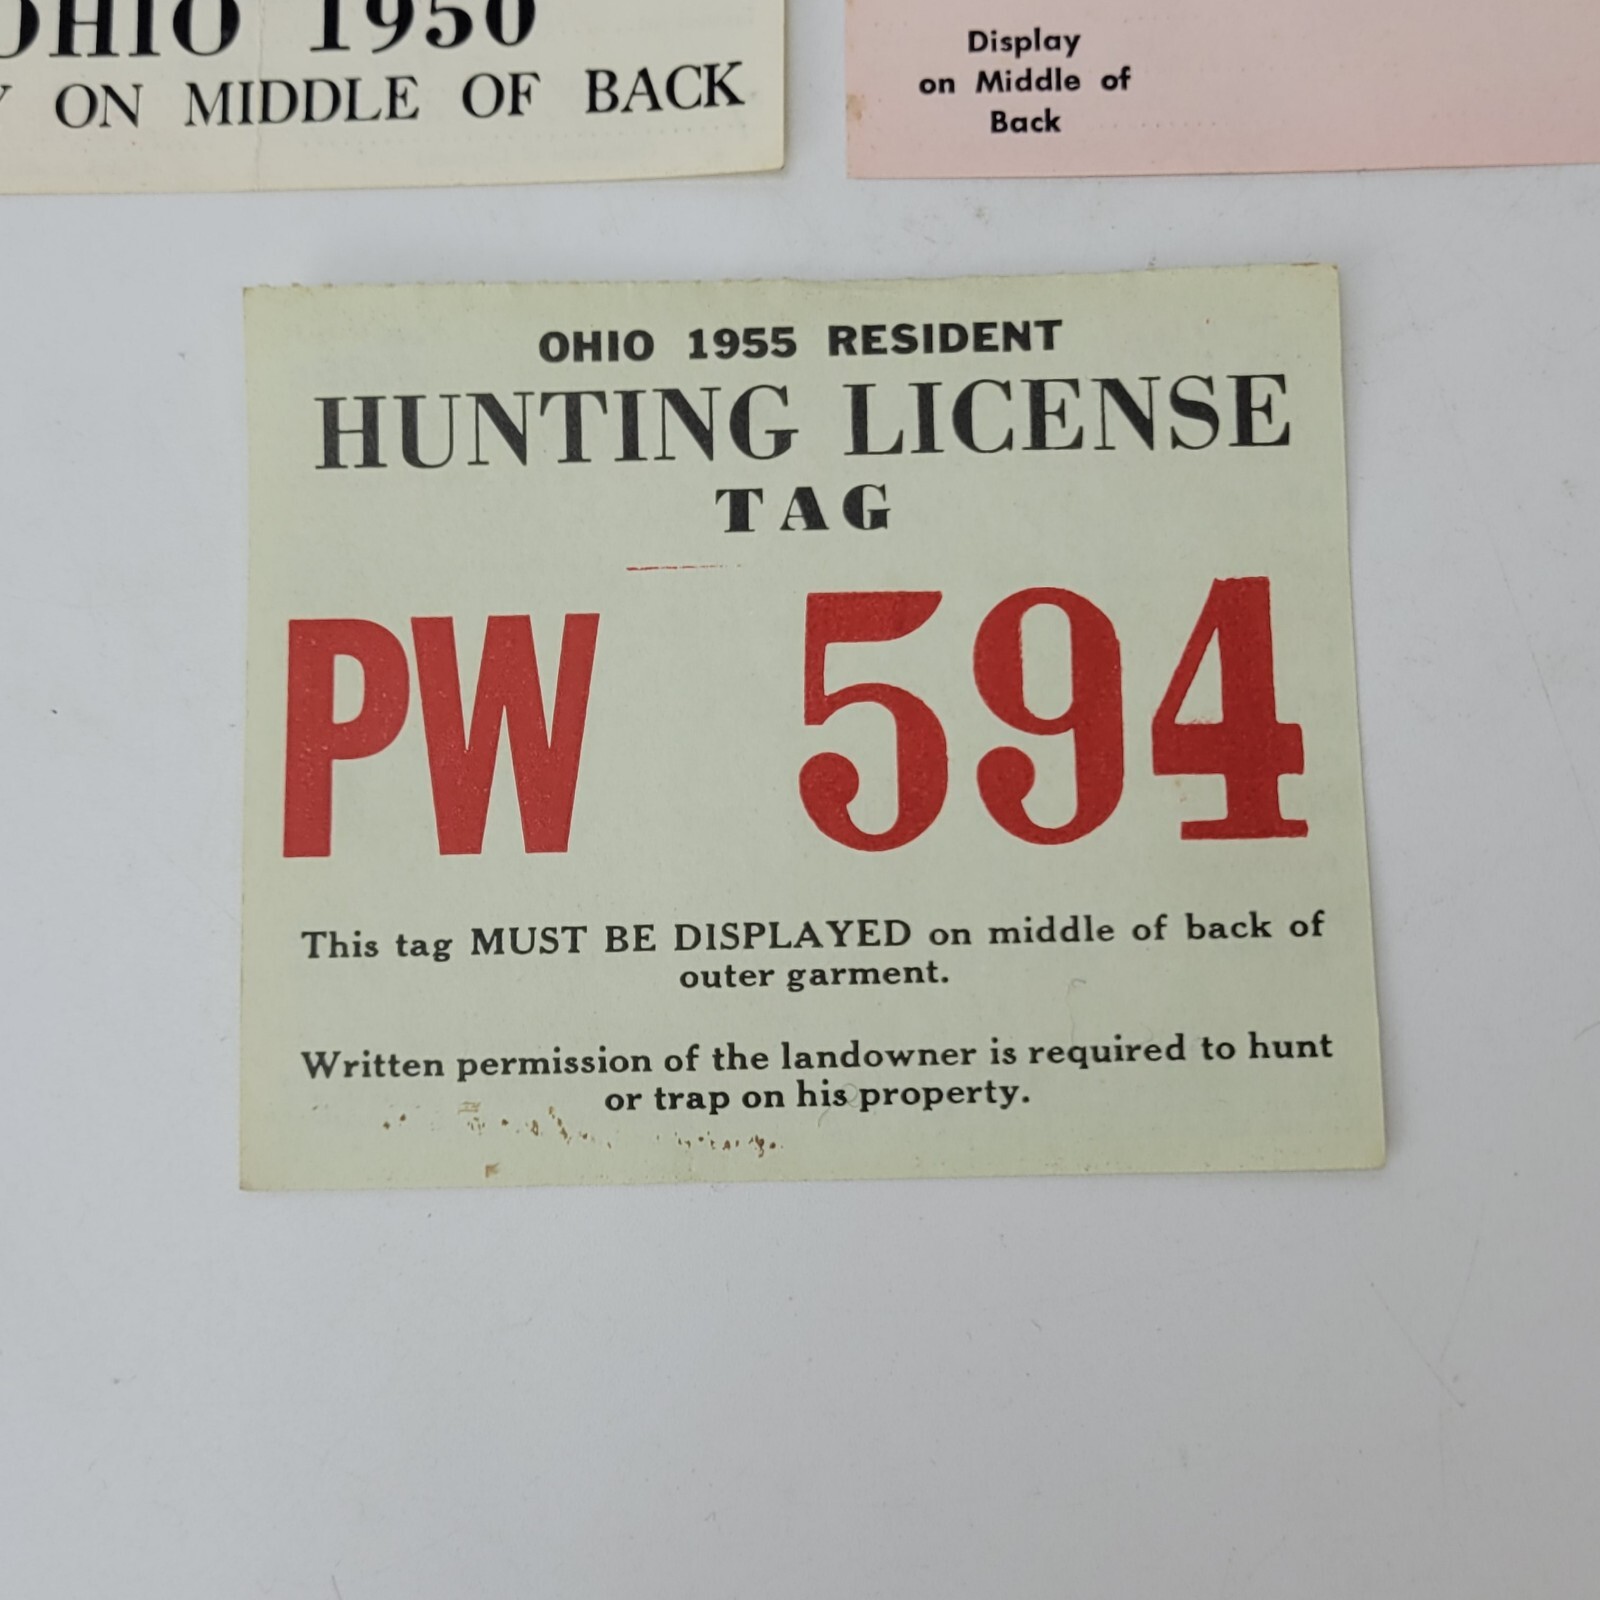 OHIO 1950
ON MIDDLE OF BACK
Display
on Middle of
Back
OHIO 1955 RESIDENT
HUNTING LICENSE
TAG
PW 594
This tag MUST BE DISPLAYED on middle of back of
outer garment.
Written permission of the landowner is required to hunt
or trap on his property.